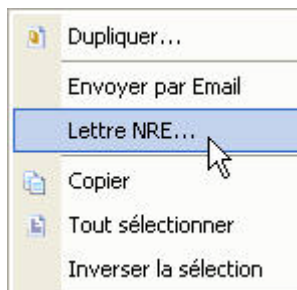 Dupliquer...
Envoyer par Email
Lettre NRE...
Copier
Tout sélectionner
Inverser la sélection